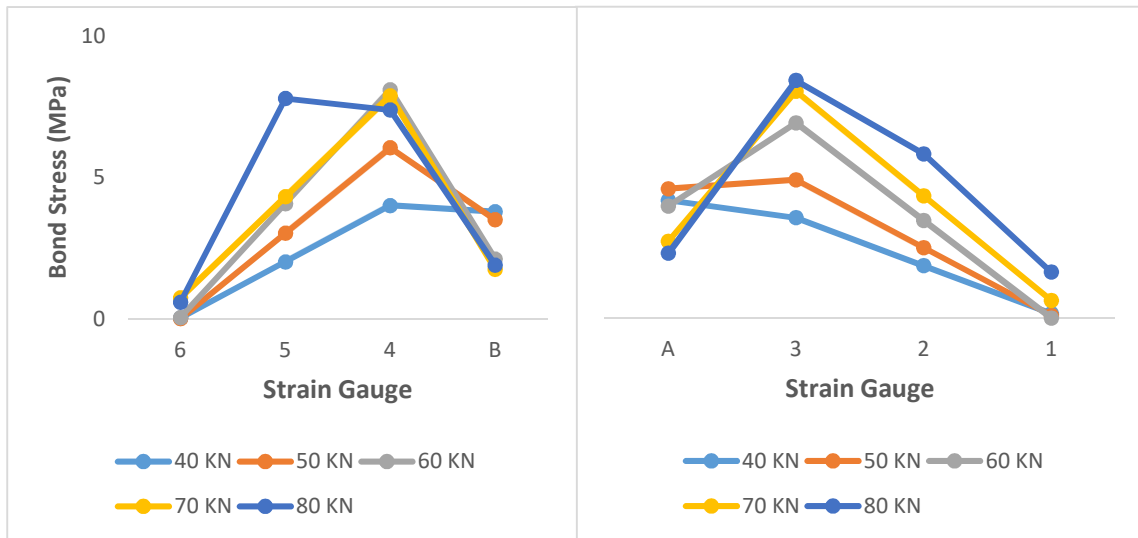 Bond Stress (MPa)
10
5
0
6 5 4 B
Strain Gauge
40 KN 50 KN 60 KN
70 KN 80 KN
A 3 2 1
Strain Gauge
40 KN 50 KN 60 KN
70 KN 80 KN